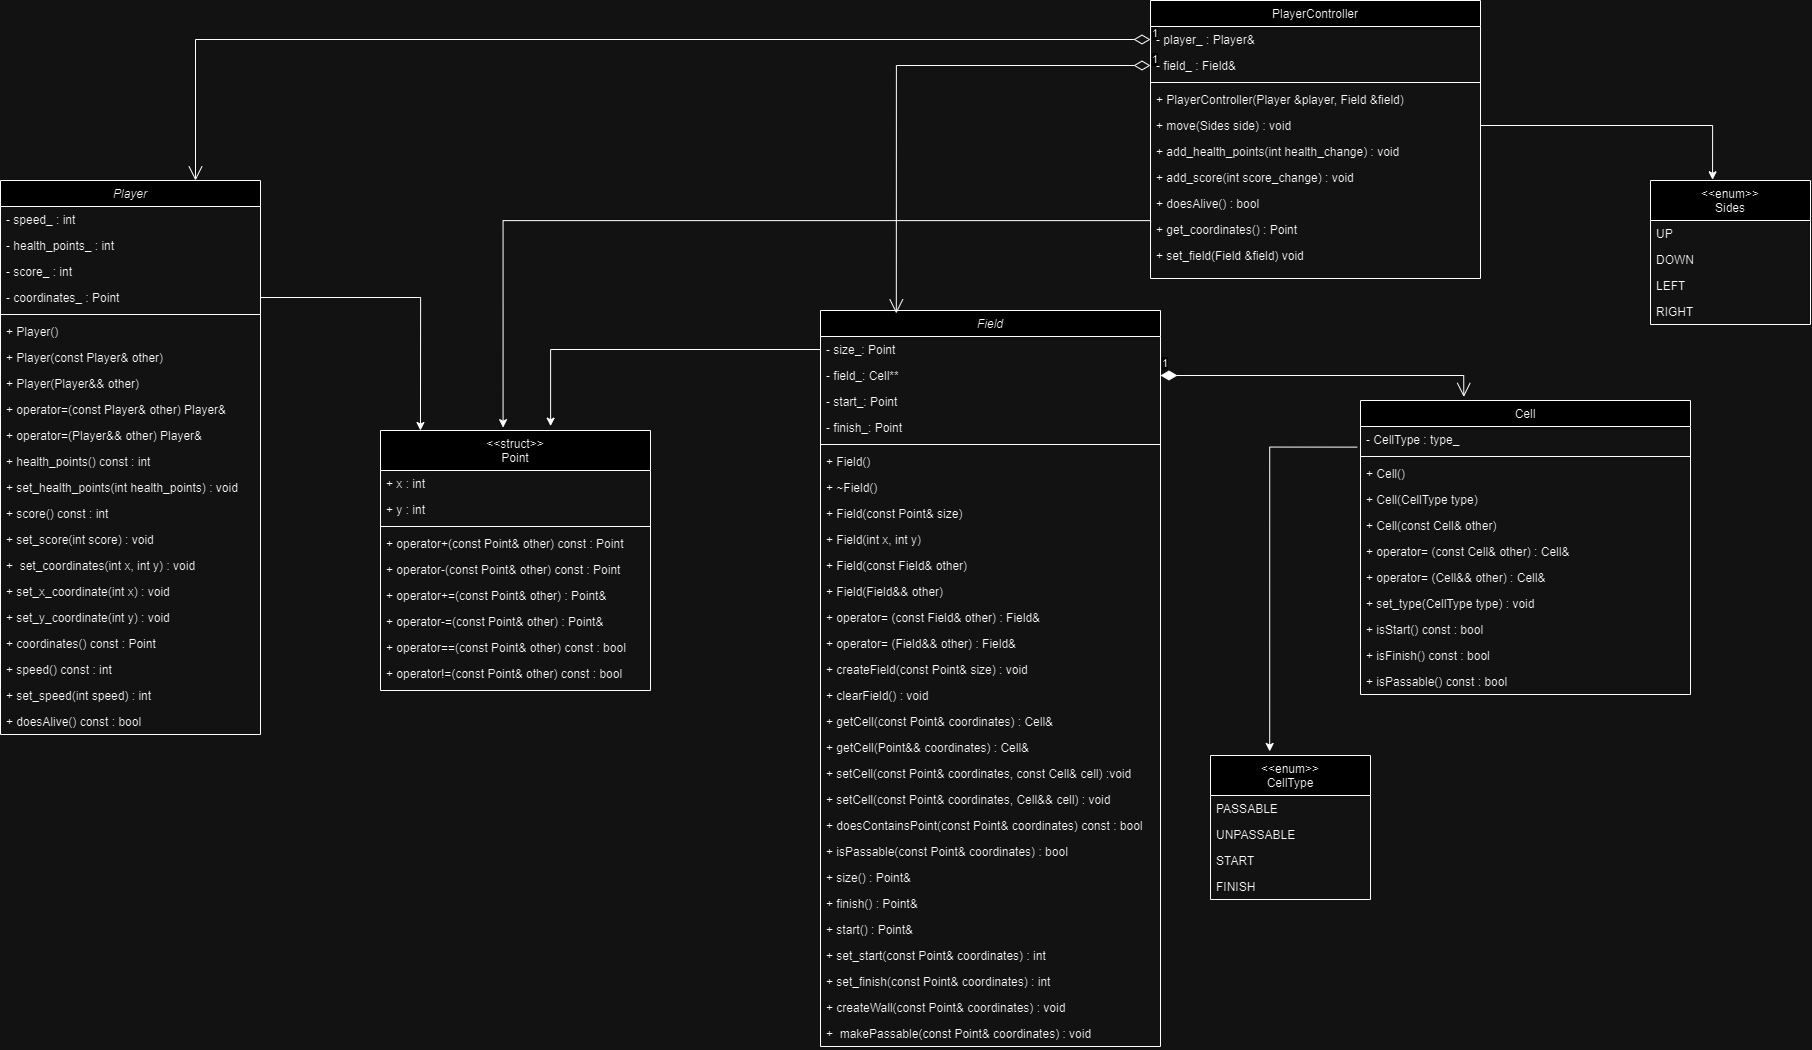 PlayerController
1
- player_ : Player&
1
- field_ : Field&
+ PlayerController(Player &player, Field &field)
+ move(Sides side) : void
+ add_health_points(int health_change) : void
+ add_score(int score_change) : void
+ doesAlive() : bool
+ get_coordinates() : Point
+ set_field(Field &field) void
<<enum>>
Sides
UP
DOWN
LEFT
RIGHT
Player
- speed_ : int
- health_points_ : int
- score_ : int
- coordinates_ : Point
+ Player()
+ Player(const Player& other)
+ Player(Player&& other)
+ operator=(const Player& other) Player&
+ operator=(Player&& other) Player&
+ health_points() const : int
+ set_health_points(int health_points) : void
+ score() const : int
+ set_score(int score) : void
+  set_coordinates(int x, int y) : void
+ set_x_coordinate(int x) : void
+ set_y_coordinate(int y) : void
+ coordinates() const : Point
+ speed() const : int
+ set_speed(int speed) : int
+ doesAlive() const : bool
<<struct>>
Point
+ x : int
+ y : int
+ operator+(const Point& other) const : Point
+ operator-(const Point& other) const : Point
+ operator+=(const Point& other) : Point&
+ operator-=(const Point& other) : Point&
+ operator==(const Point& other) const : bool
+ operator!=(const Point& other) const : bool
Field
- size_: Point
- field_: Cell**
- start_: Point
- finish_: Point
+ Field()
+ ~Field()
+ Field(const Point& size)
+ Field(int x, int y)
+ Field(const Field& other)
+ Field(Field&& other)
+ operator= (const Field& other) : Field&
+ operator= (Field&& other) : Field&
+ createField(const Point& size) : void
+ clearField() : void
+ getCell(const Point& coordinates) : Cell&
+ getCell(Point&& coordinates) : Cell&
+ setCell(const Point& coordinates, const Cell& cell) :void
+ setCell(const Point& coordinates, Cell&& cell) : void
+ doesContainsPoint(const Point& coordinates) const : bool
+ isPassable(const Point& coordinates) : bool
+ size() : Point&
+ finish() : Point&
+ start() : Point&
+ set_start(const Point& coordinates) : int
+ set_finish(const Point& coordinates) : int
+ createWall(const Point& coordinates) : void
+  makePassable(const Point& coordinates) : void
1
Cell
- CellType : type_
+ Cell()
+ Cell(CellType type)
+ Cell(const Cell& other)
+ operator= (const Cell& other) : Cell&
+ operator= (Cell&& other) : Cell&
+ set_type(CellType type) : void
+ isStart() const : bool
+ isFinish() const : bool
+ isPassable() const : bool
<<enum>>
CellType
PASSABLE
UNPASSABLE
START
FINISH